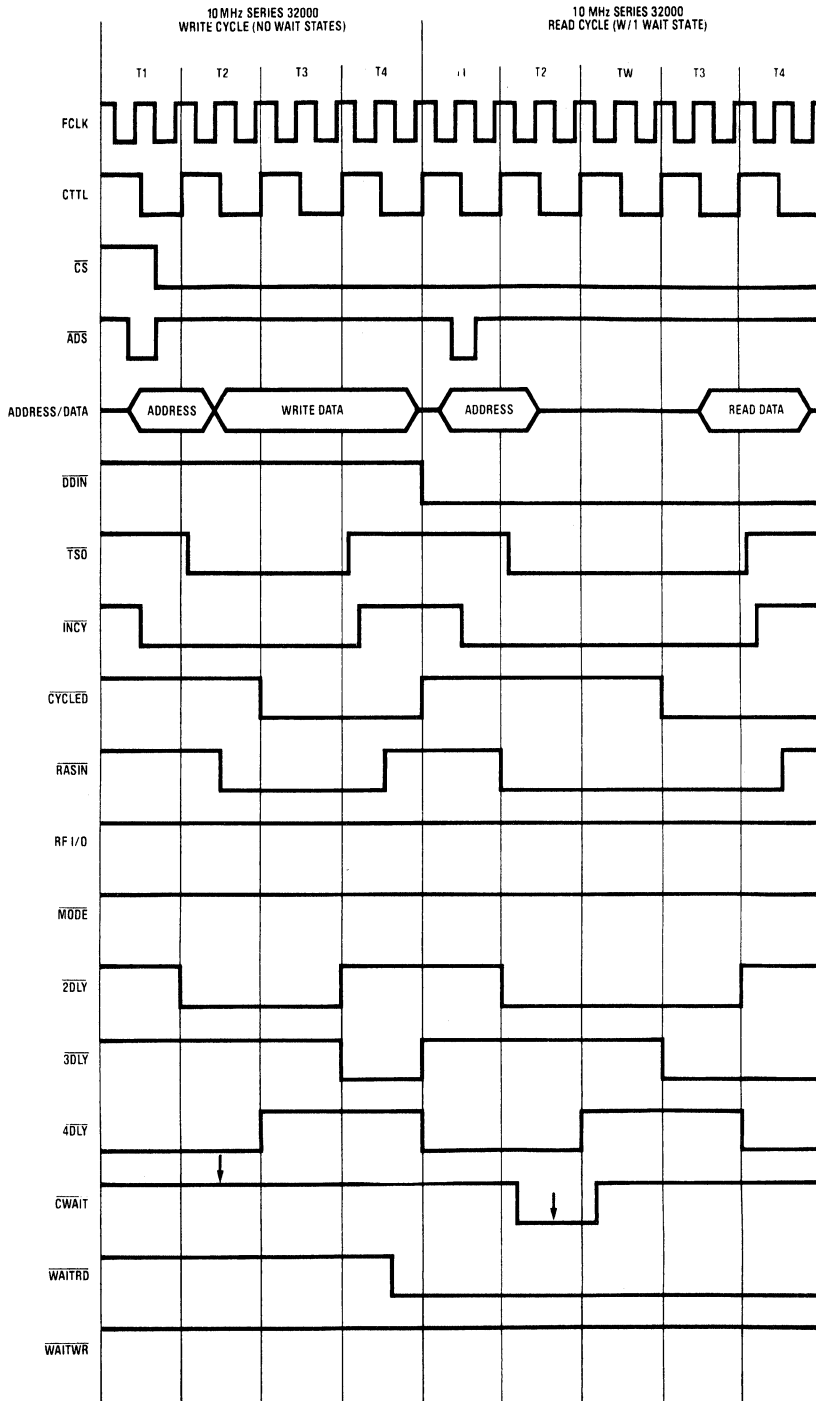 10 MHz SERIES 32000
WRITE CYCLE (NO WAIT STATES)
10 MHz SERIES 32000
READ CYCLE (W/1 WAIT STATE)
T1 T2 T3 T4 T1 T2 TW T3 T4
FCLK
CTTL
CS
ADS
ADDRESS/DATA ADDRESS WRITE DATA ADDRESS READ DATA
DDIN
TSO
INCY
CYCLED
RASIN
RF I/O
MODE
2DLY
3DLY
4DLY
CWAIT
WAITRD
WAITWR